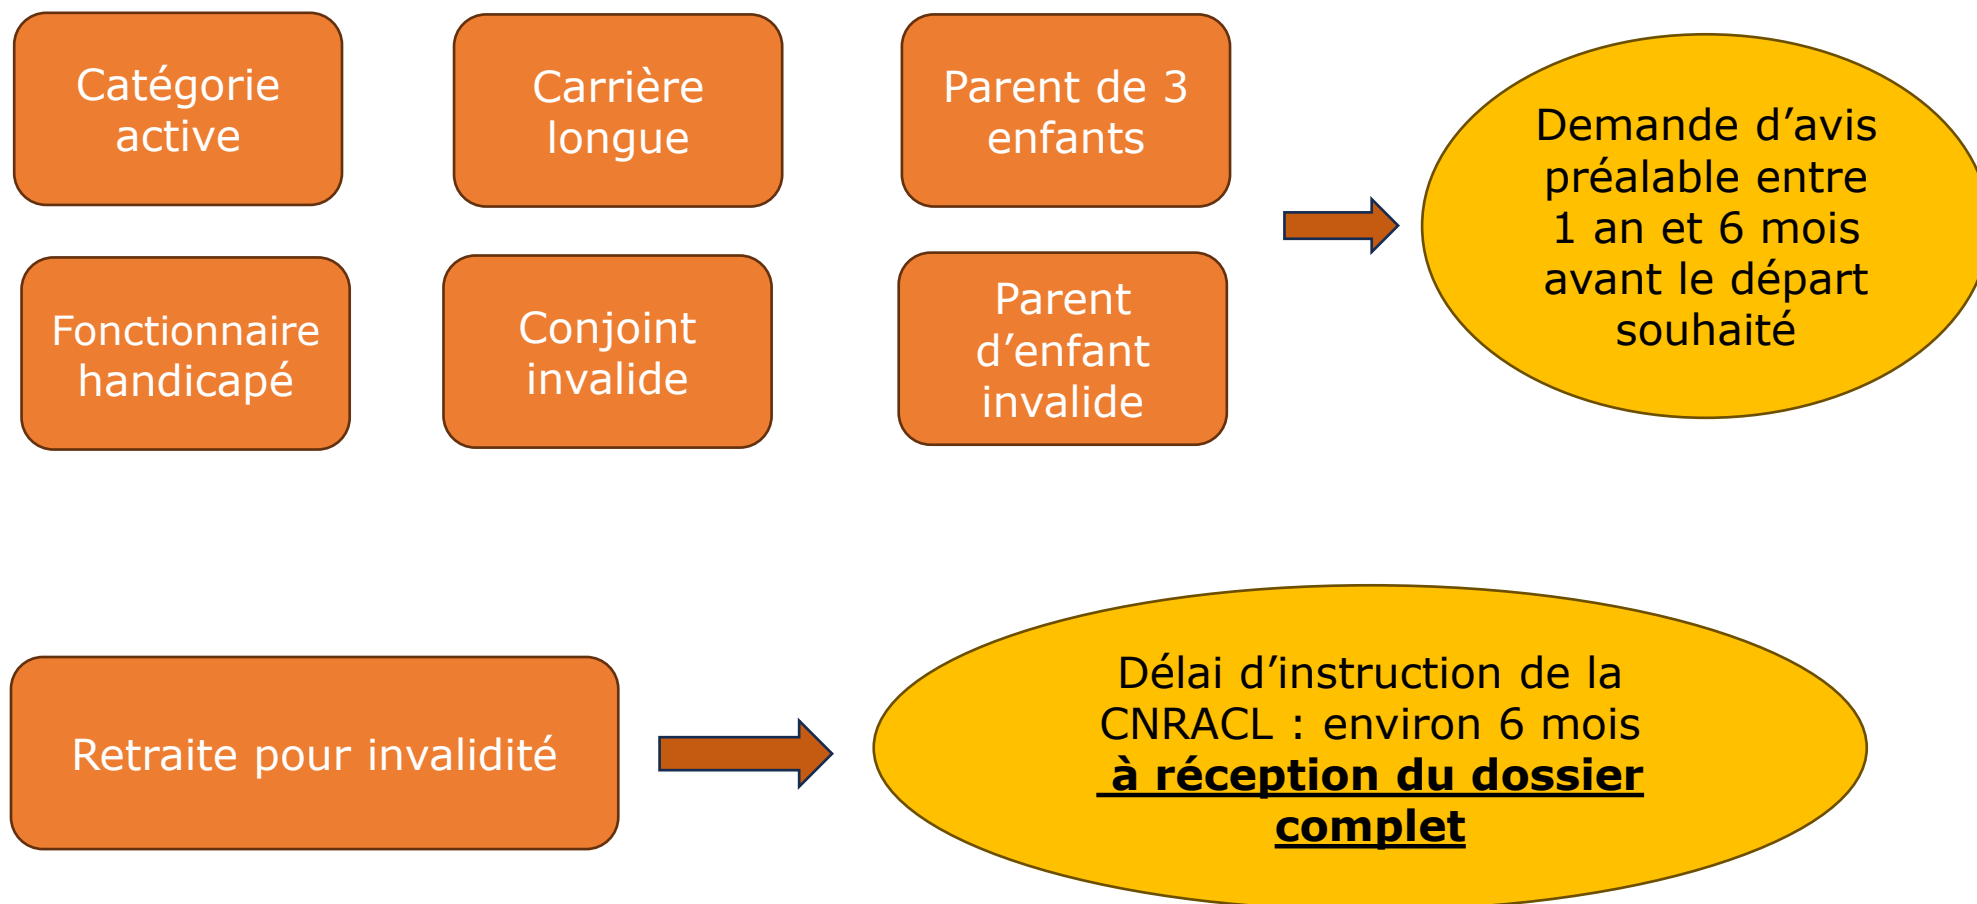 Catégorie
active
Carrière
longue
Parent de 3
enfants
Fonctionnaire
handicapé
Conjoint
invalide
Parent
d’enfant
invalide
Demande d’avis
préalable entre
1 an et 6 mois
avant le départ
souhaité
Retraite pour invalidité
Délai d’instruction de la
CNRACL : environ 6 mois
à réception du dossier
complet